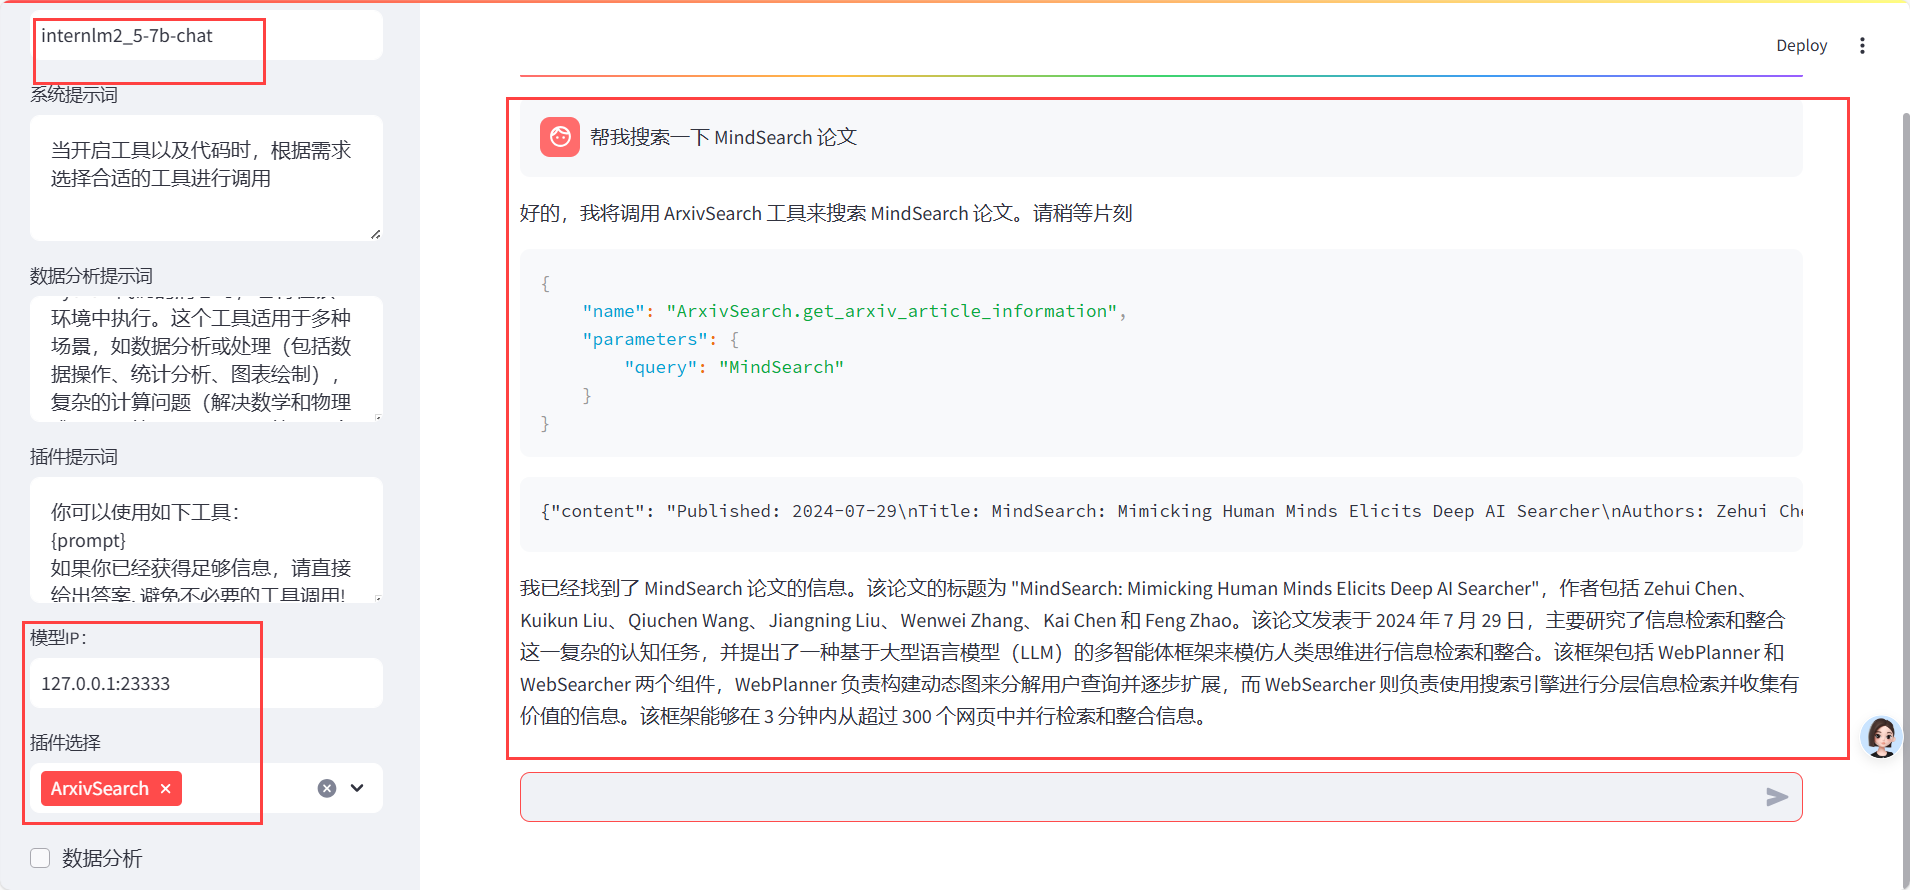 internlm2_5-7b-chat
系统提示词
当开启工具以及代码时，根据需求
选择合适的工具进行调用
数据分析提示词
环境中执行。这个工具适用于多种
场景，如数据分析或处理（包括数
据操作、统计分析、图表绘制），
复杂的计算问题（解决数学和物理
插件提示词
你可以使用如下工具：
{prompt}
如果你已经获得足够信息，请直接
给出答案. 避免不必要的工具调用!
模型IP：
127.0.0.1:23333
插件选择
ArxivSearch ×
数据分析
Deploy
帮我搜索一下 MindSearch 论文
好的，我将调用 ArxivSearch 工具来搜索 MindSearch 论文。请稍等片刻
{
"name": "ArxivSearch.get_arxiv_article_information",
"parameters": {
"query": "MindSearch"
}
}
{"content": "Published: 2024-07-29\nTitle: MindSearch: Mimicking Human Minds Elicits Deep AI Searcher\nAuthors: Zehui
我已经找到了 MindSearch 论文的信息。该论文的标题为 "MindSearch: Mimicking Human Minds Elicits Deep AI Searcher"，作者包括 Zehui Chen、
Kuikun Liu、Qiuchen Wang、Jiangning Liu、Wenwei Zhang、Kai Chen 和 Feng Zhao。该论文发表于 2024 年 7 月 29 日，主要研究了信息检索和整合
这一复杂的认知任务，并提出了一种基于大型语言模型（LLM）的多智能体框架来模仿人类思维进行信息检索和整合。该框架包括 WebPlanner 和
WebSearcher 两个组件，WebPlanner 负责构建动态图来分解用户查询并逐步扩展，而 WebSearcher 则负责使用搜索引擎进行分层信息检索并收集有
价值的信息。该框架能够在 3 分钟内从超过 300 个网页中并行检索和整合信息。